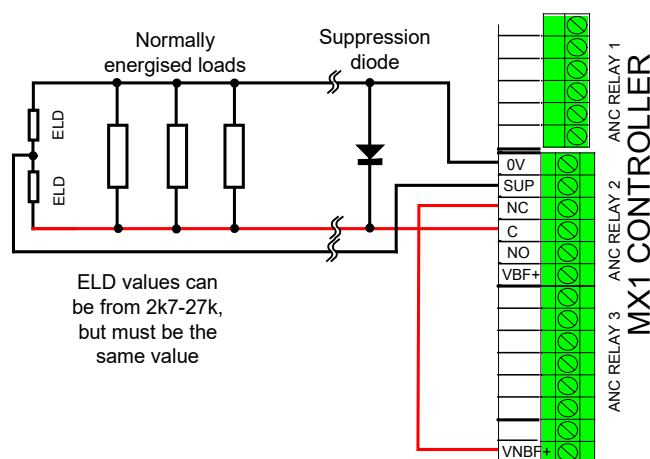 Normally
energised loads
Suppression
diode
ELD
ELD
ELD values can
be from 2k7-27k,
but must be the
same value
0V
SUP
NC
C
NO
VBF+
VNBF+
ANC RELAY 1
ANC RELAY 2
ANC RELAY 3
MX1 CONTROLLER